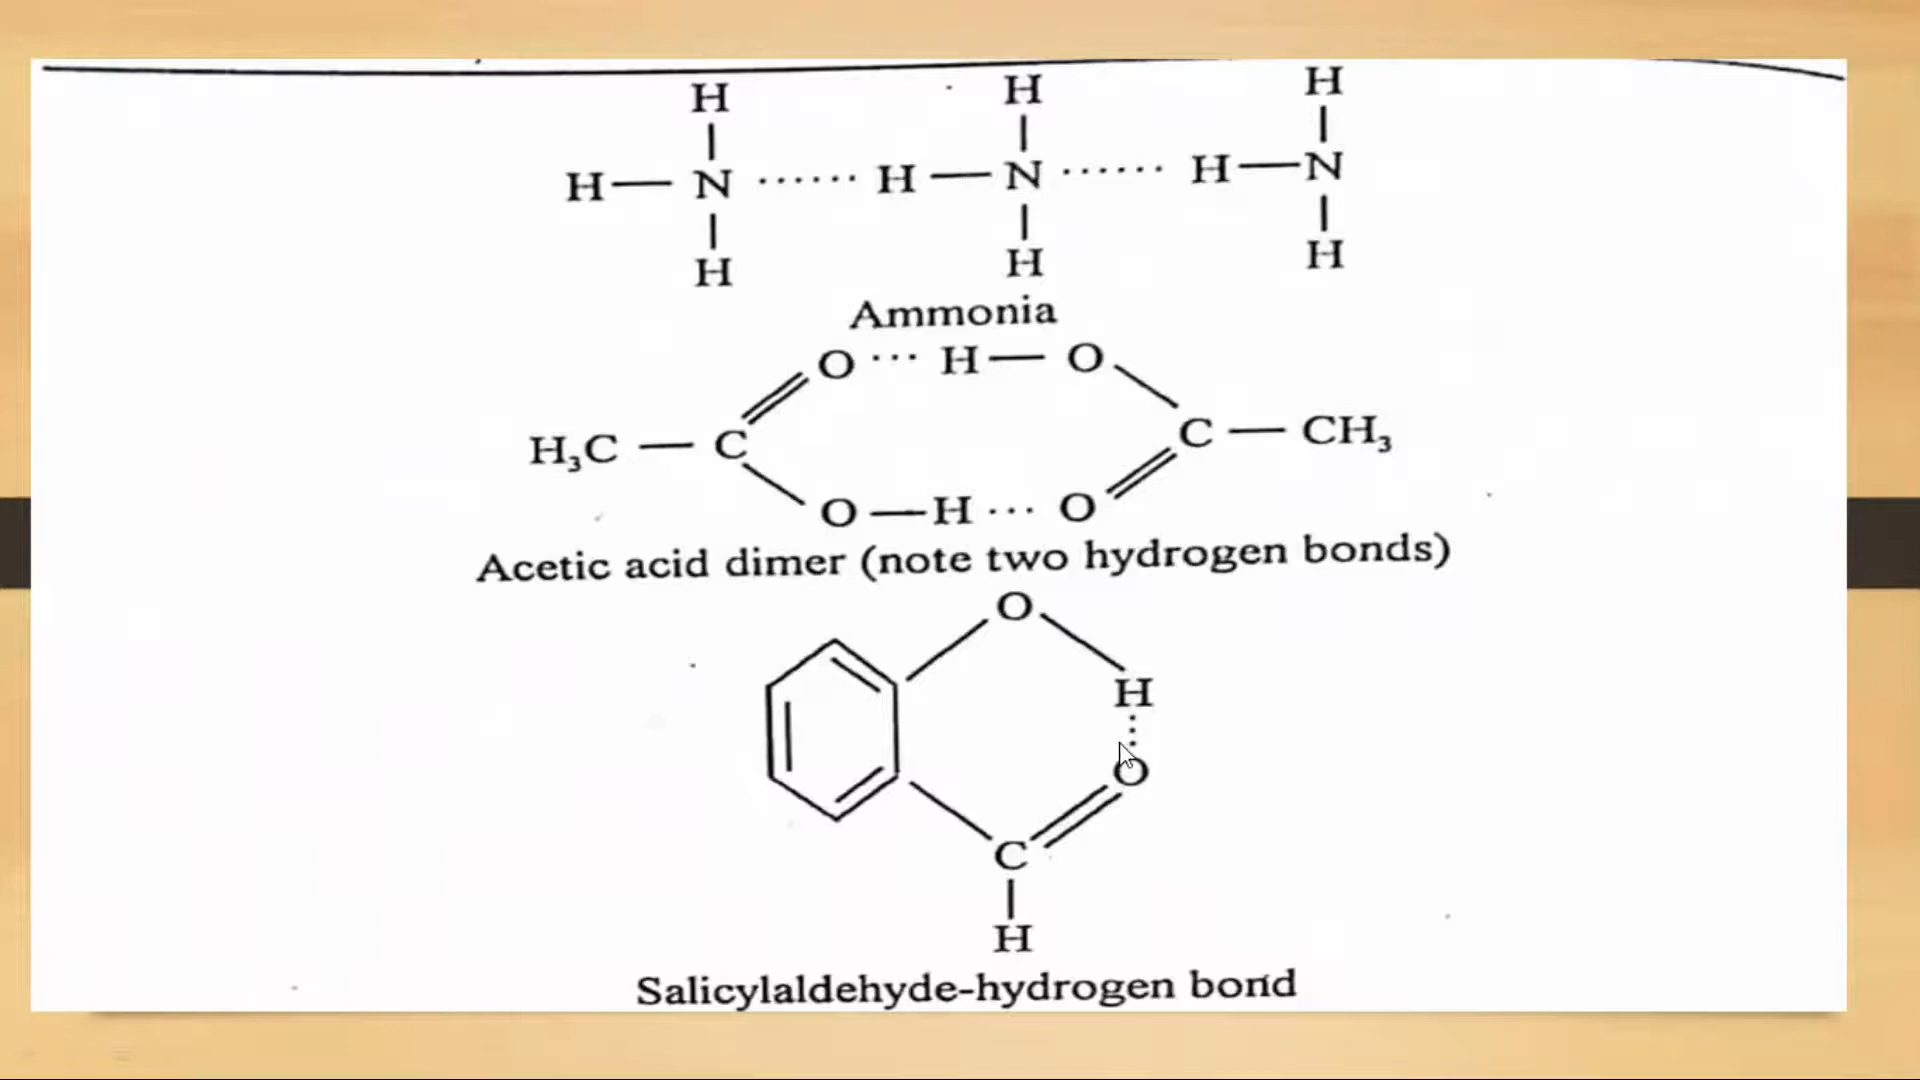 H H H
H — N ······ H — N ······ H — N
H H H
Ammonia
O ··· H — O
H₃C — C C — CH₃
O — H ··· O
Acetic acid dimer (note two hydrogen bonds)
O
H
O
C
H
Salicylaldehyde-hydrogen bond